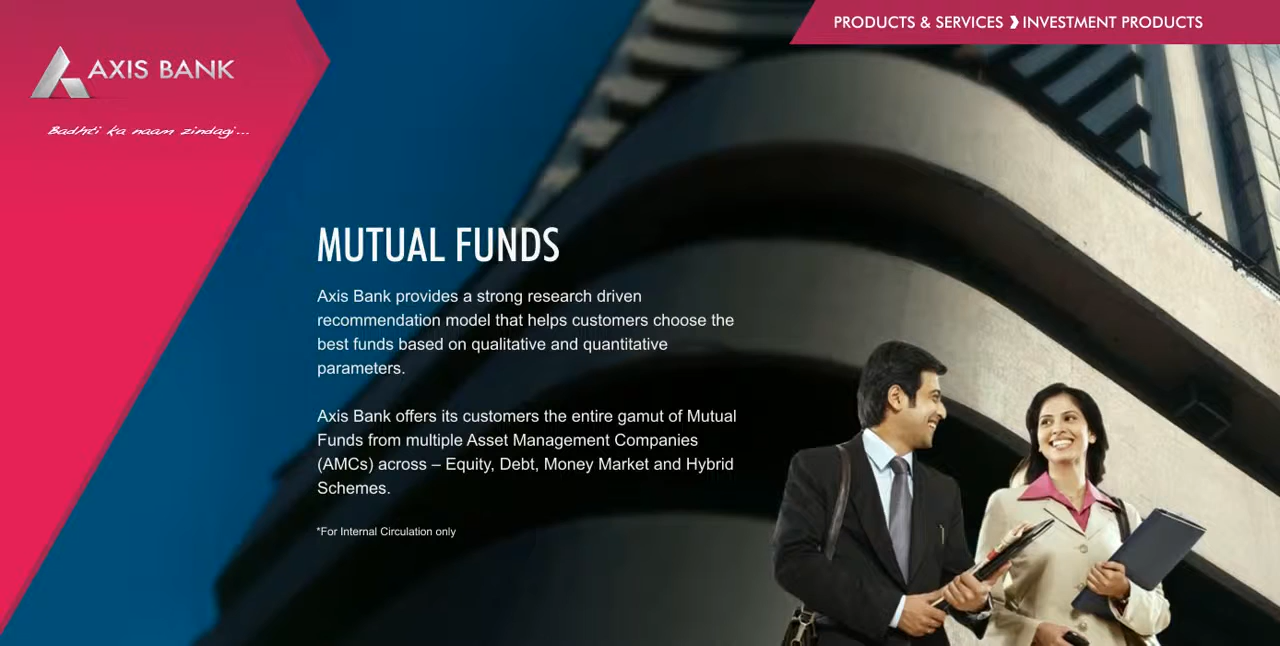 PRODUCTS & SERVICES ❯ INVESTMENT PRODUCTS
AXIS BANK
Badhti ka naam zindagi...
MUTUAL FUNDS
Axis Bank provides a strong research driven
recommendation model that helps customers choose the
best funds based on qualitative and quantitative
parameters.
Axis Bank offers its customers the entire gamut of Mutual
Funds from multiple Asset Management Companies
(AMCs) across – Equity, Debt, Money Market and Hybrid
Schemes.
*For Internal Circulation only